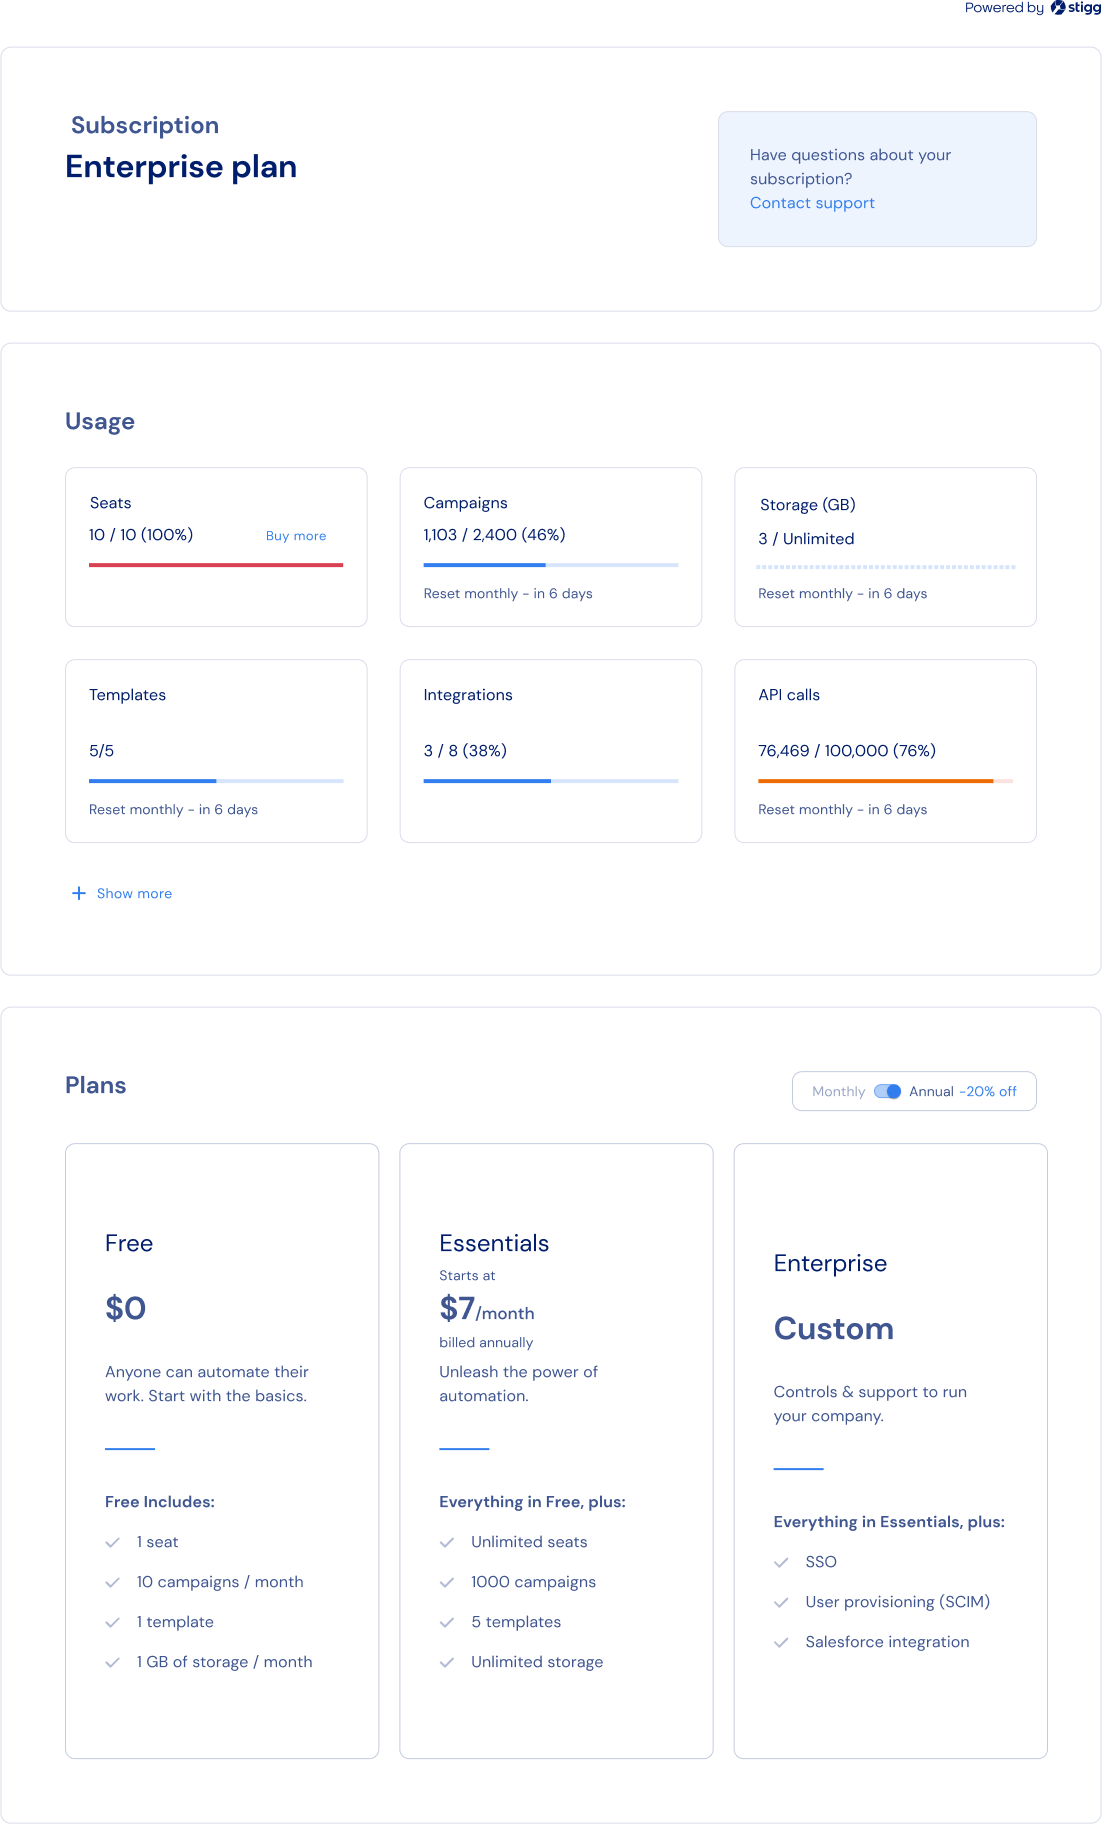 Powered by stigg
Subscription
Enterprise plan
Have questions about your
subscription?
Contact support
Usage
Seats
10 / 10 (100%)
Buy more
Campaigns
1,103 / 2,400 (46%)
Reset monthly - in 6 days
Storage (GB)
3 / Unlimited
Reset monthly - in 6 days
Templates
5/5
Reset monthly - in 6 days
Integrations
3 / 8 (38%)
API calls
76,469 / 100,000 (76%)
Reset monthly - in 6 days
Show more
Plans
Monthly
Annual -20% off
Free
$0
Anyone can automate their
work. Start with the basics.
Free Includes:
1 seat
10 campaigns / month
1 template
1 GB of storage / month
Essentials
Starts at
$7/month
billed annually
Unleash the power of
automation.
Everything in Free, plus:
Unlimited seats
1000 campaigns
5 templates
Unlimited storage
Enterprise
Custom
Controls & support to run
your company.
Everything in Essentials, plus:
SSO
User provisioning (SCIM)
Salesforce integration